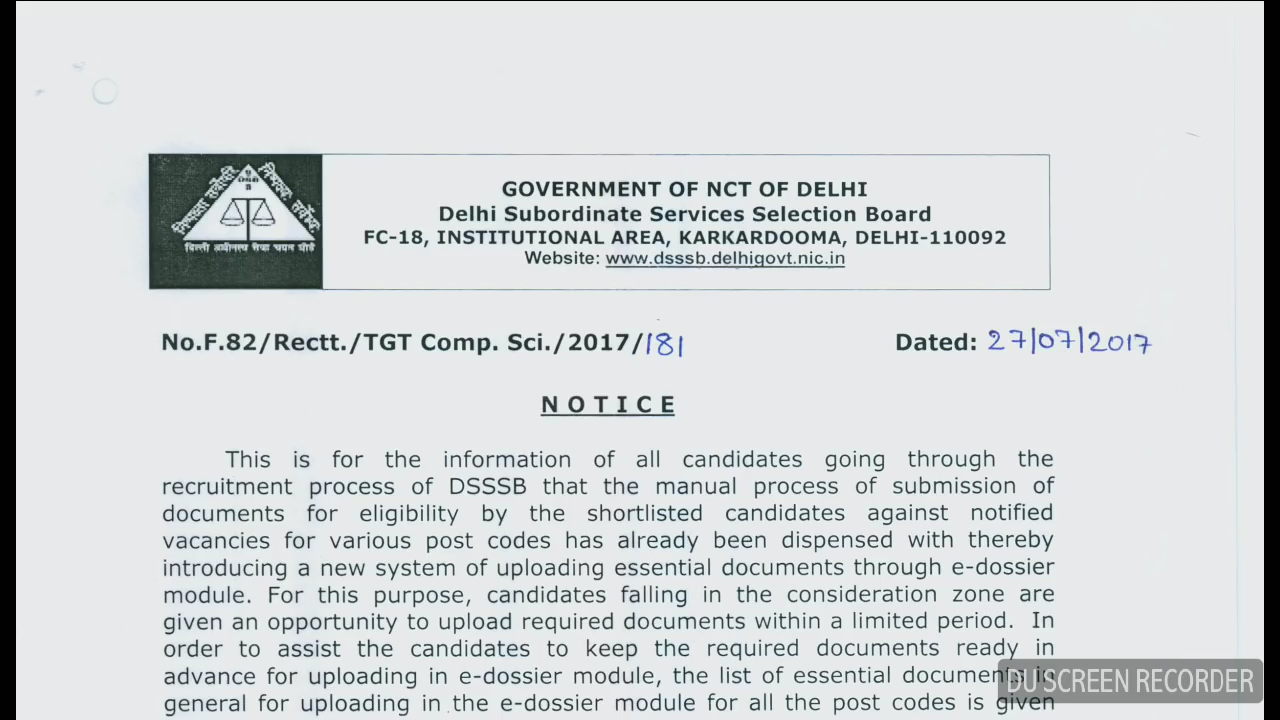 दिल्ली अधीनस्थ सेवा चयन बोर्ड
GOVERNMENT OF NCT OF DELHI
Delhi Subordinate Services Selection Board
FC-18, INSTITUTIONAL AREA, KARKARDOOMA, DELHI-110092
Website: www.dsssb.delhigovt.nic.in
No.F.82/Rectt./TGT Comp. Sci./2017/181 Dated: 27/07/2017
NOTICE
This is for the information of all candidates going through the
recruitment process of DSSSB that the manual process of submission of
documents for eligibility by the shortlisted candidates against notified
vacancies for various post codes has already been dispensed with thereby
introducing a new system of uploading essential documents through e-dossier
module. For this purpose, candidates falling in the consideration zone are
given an opportunity to upload required documents within a limited period. In
order to assist the candidates to keep the required documents ready in
advance for uploading in e-dossier module, the list of essential documents in
general for uploading in the e-dossier module for all the post codes is given
DU SCREEN RECORDER